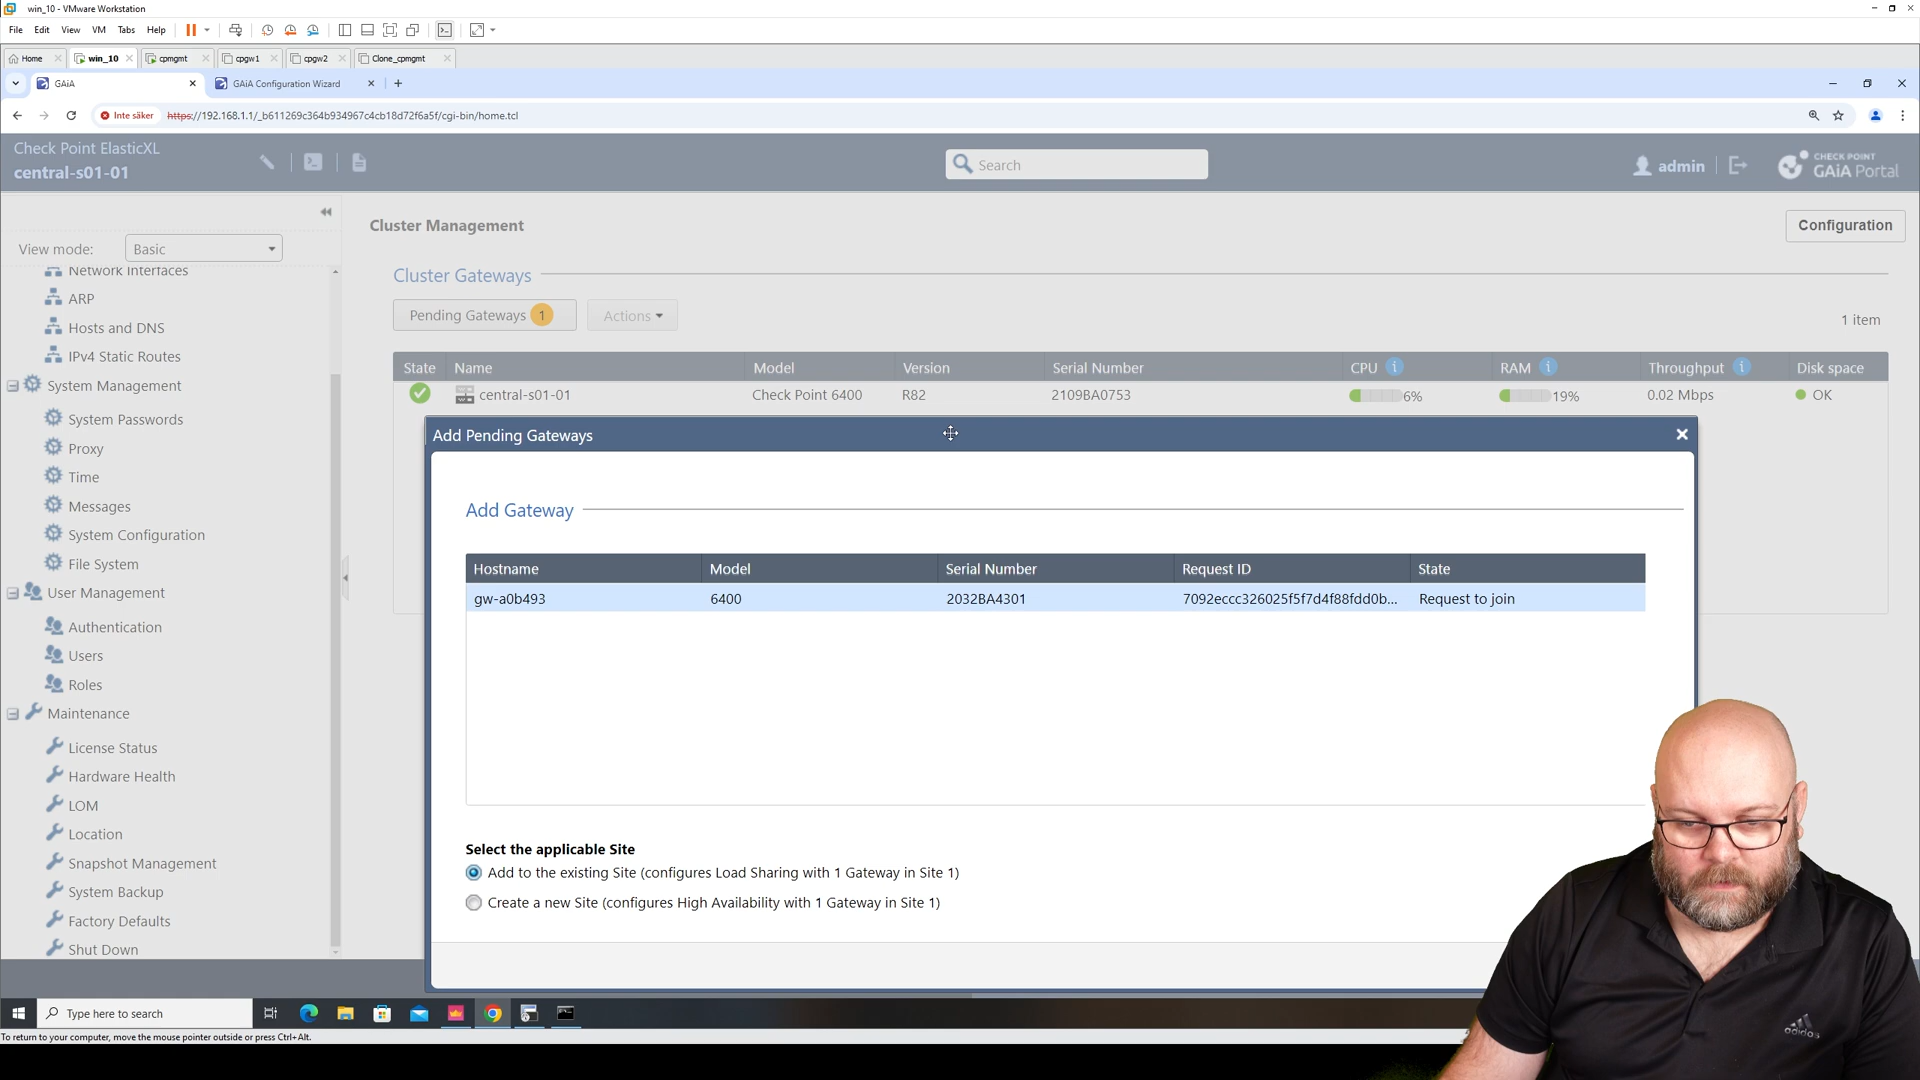 win_10 - VMware Workstation
File Edit View VM Tabs Help
Home win_10 cpmgmt cpgw1 cpgw2 Clone_cpmgmt
GAiA GAiA Configuration Wizard
Inte säker https://192.168.1.1/_b611269c364b934967c4cb18d72f6a5f/cgi-bin/home.tcl
Check Point ElasticXL
central-s01-01
Search
admin
CHECK POINT
GAiA Portal
View mode: Basic
Network Interfaces
ARP
Hosts and DNS
IPv4 Static Routes
System Management
System Passwords
Proxy
Time
Messages
System Configuration
File System
User Management
Authentication
Users
Roles
Maintenance
License Status
Hardware Health
LOM
Location
Snapshot Management
System Backup
Factory Defaults
Shut Down
Cluster Management
Configuration
Cluster Gateways
Pending Gateways 1 Actions
1 item
State Name Model Version Serial Number CPU RAM Throughput Disk space
central-s01-01 Check Point 6400 R82 2109BA0753 6% 19% 0.02 Mbps OK
Add Pending Gateways
Add Gateway
Hostname Model Serial Number Request ID State
gw-a0b493 6400 2032BA4301 7092eccc326025f5f7d4f88fdd0b... Request to join
Select the applicable Site
Add to the existing Site (configures Load Sharing with 1 Gateway in Site 1)
Create a new Site (configures High Availability with 1 Gateway in Site 1)
Type here to search
To return to your computer, move the mouse pointer outside or press Ctrl+Alt.
adidas